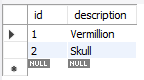 id description
1 Vermillion
2 Skull
NULL NULL